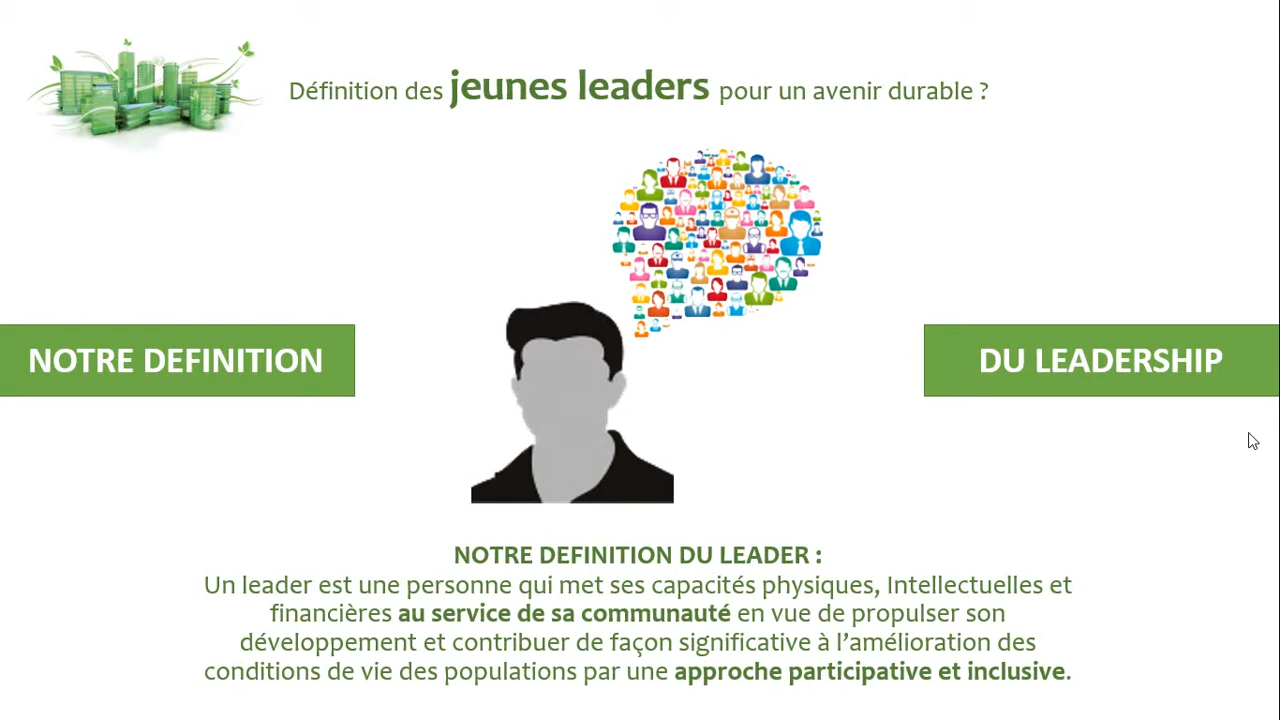 Définition des jeunes leaders pour un avenir durable ?
NOTRE DEFINITION
DU LEADERSHIP
NOTRE DEFINITION DU LEADER :
Un leader est une personne qui met ses capacités physiques, Intellectuelles et
financières au service de sa communauté en vue de propulser son
développement et contribuer de façon significative à l’amélioration des
conditions de vie des populations par une approche participative et inclusive.